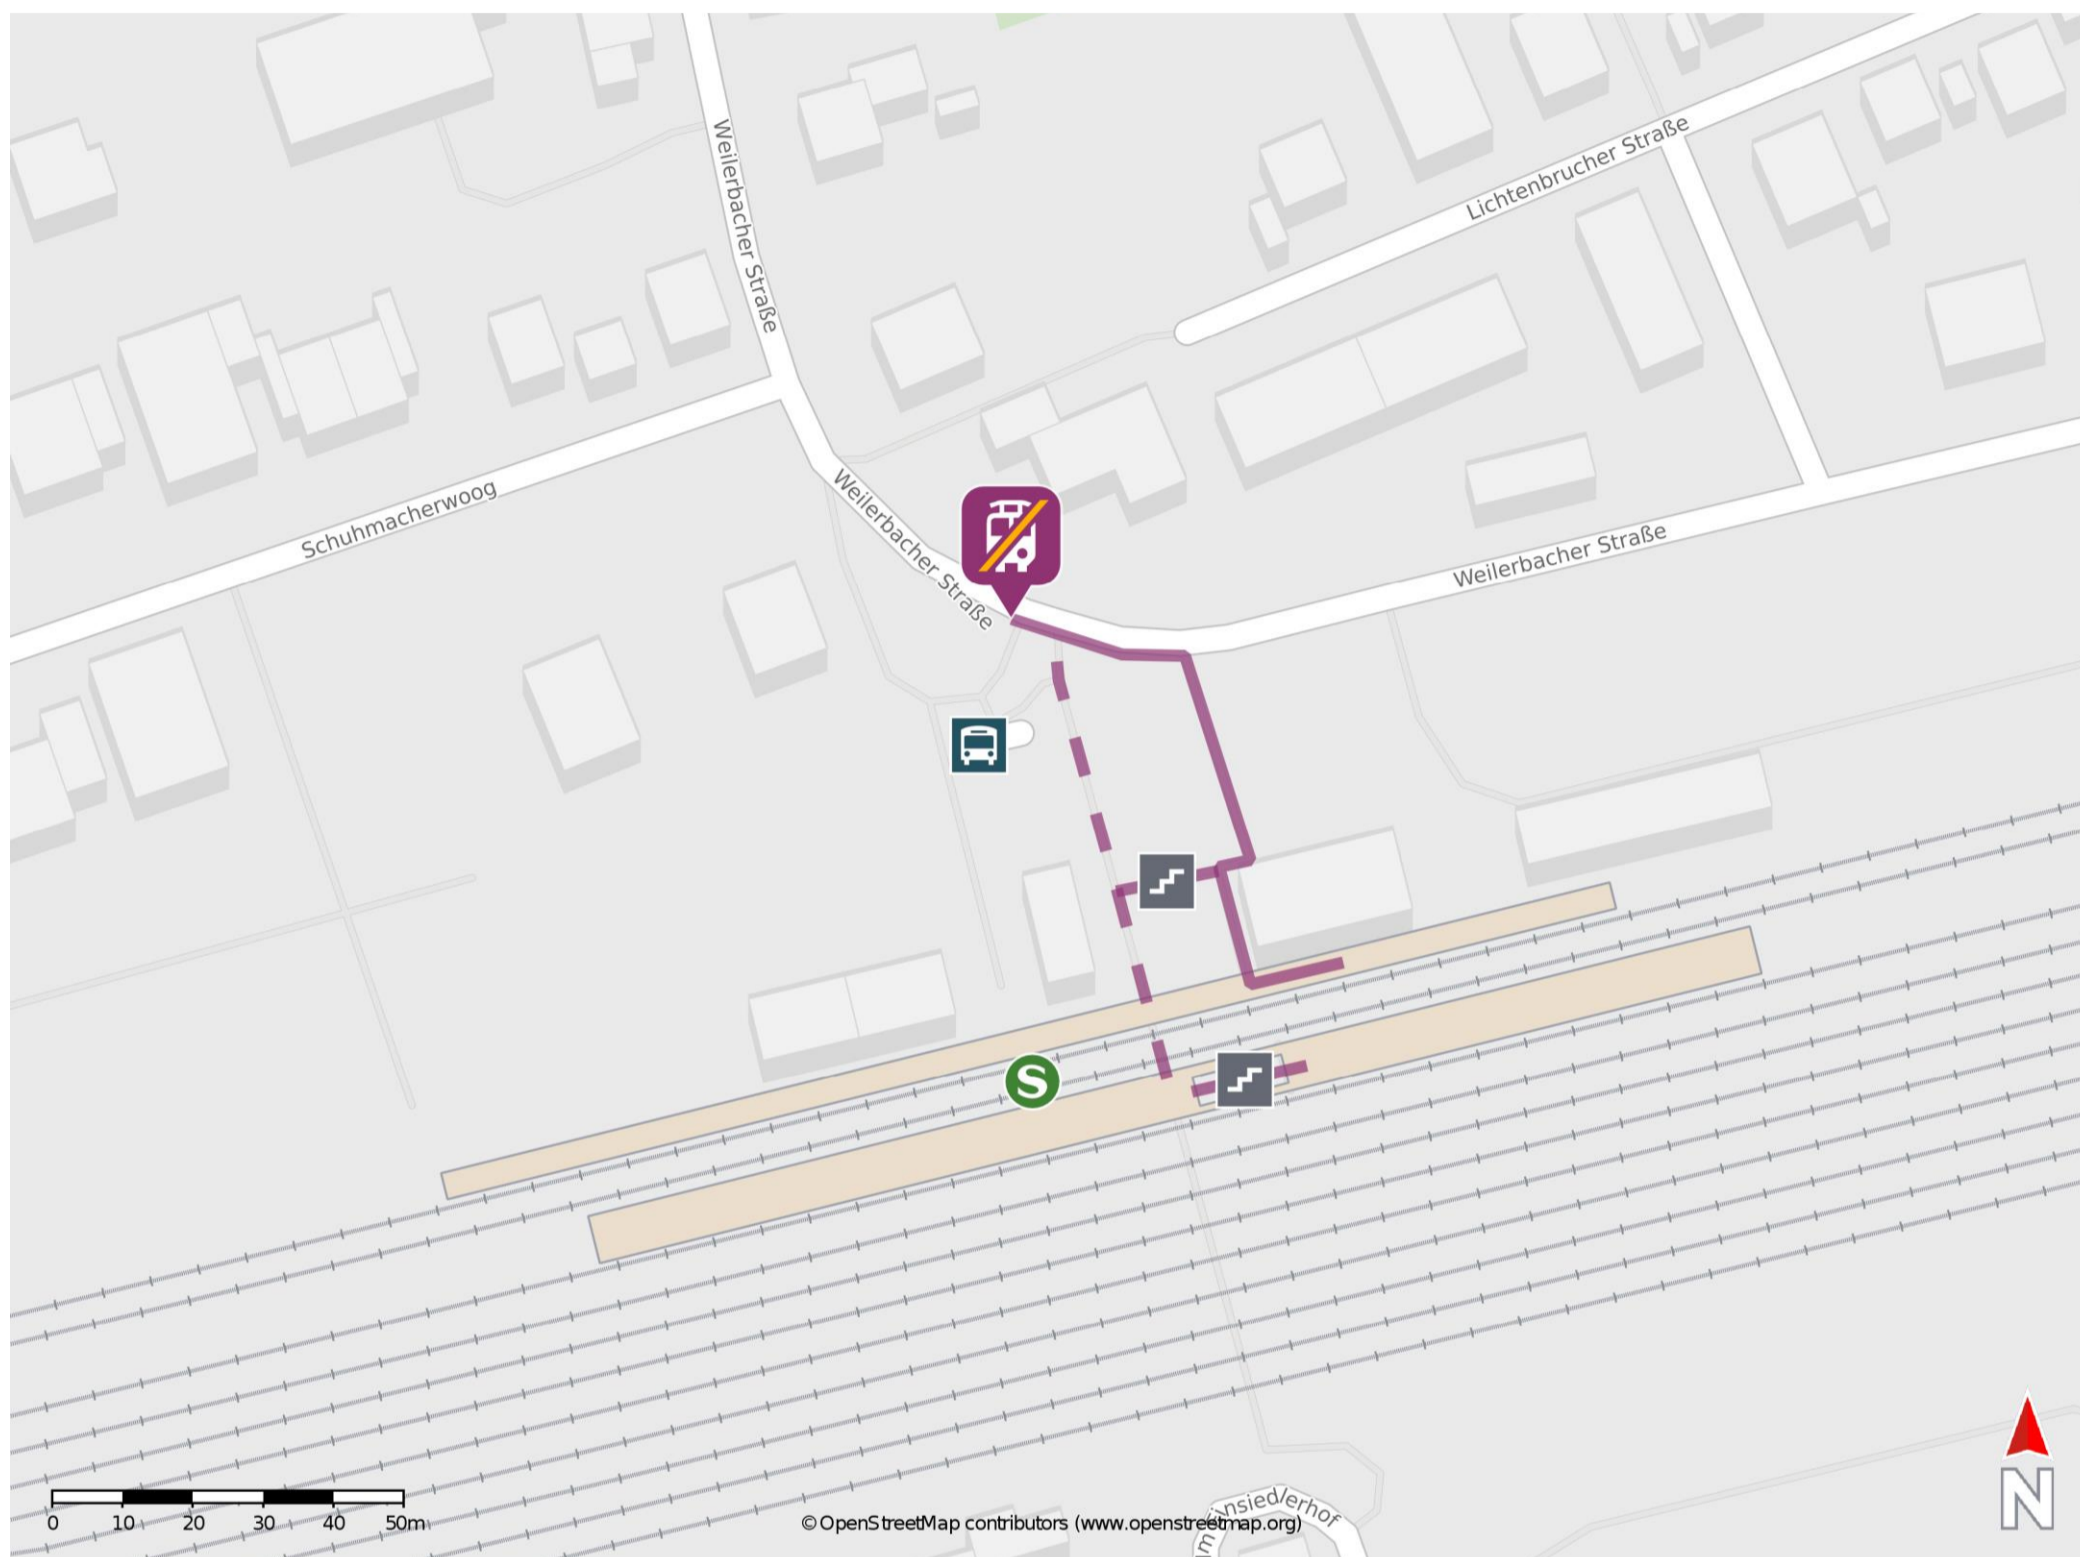 Weilerbacher Straße
Lichtenbrucher Straße
Schuhmacherwoog
Weilerbacher Straße
Weilerbacher Straße
S
0 10 20 30 40 50m
© OpenStreetMap contributors (www.openstreetmap.org)
Einsiedlerhof
N